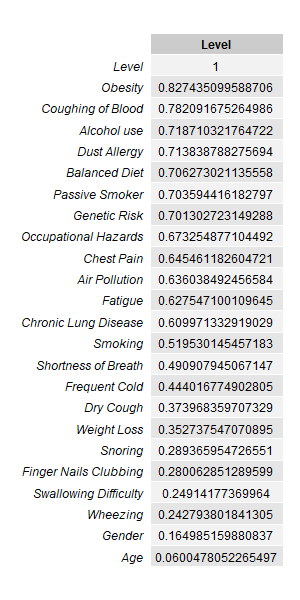 Level
Level 1
Obesity 0.827435099588706
Coughing of Blood 0.782091675264986
Alcohol use 0.718710321764722
Dust Allergy 0.713838788275694
Balanced Diet 0.706273021135558
Passive Smoker 0.703594416182797
Genetic Risk 0.701302723149288
Occupational Hazards 0.673254877104492
Chest Pain 0.645461182604721
Air Pollution 0.636038492456584
Fatigue 0.627547100109645
Chronic Lung Disease 0.609971332919029
Smoking 0.519530145457183
Shortness of Breath 0.490907945067147
Frequent Cold 0.444016774902805
Dry Cough 0.373968359707329
Weight Loss 0.352737547070895
Snoring 0.289365954726551
Finger Nails Clubbing 0.280062851289599
Swallowing Difficulty 0.24914177369964
Wheezing 0.242793801841305
Gender 0.164985159880837
Age 0.0600478052265497